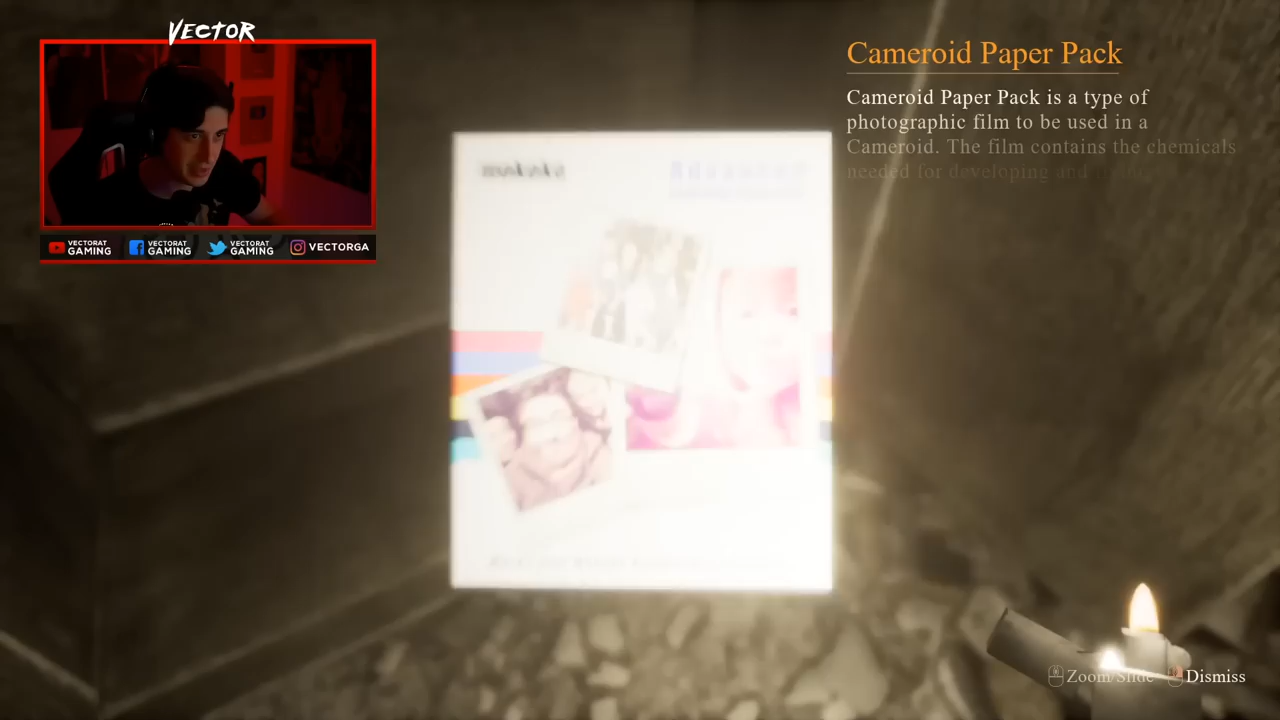 VECTOR
VECTORAT GAMING
VECTORAT GAMING
VECTORAT GAMING
VECTORGA
Cameroid Paper Pack
Cameroid Paper Pack is a type of
photographic film to be used in a
Cameroid. The film contains the chemicals
needed for developing and
Zoom/Slide
Dismiss